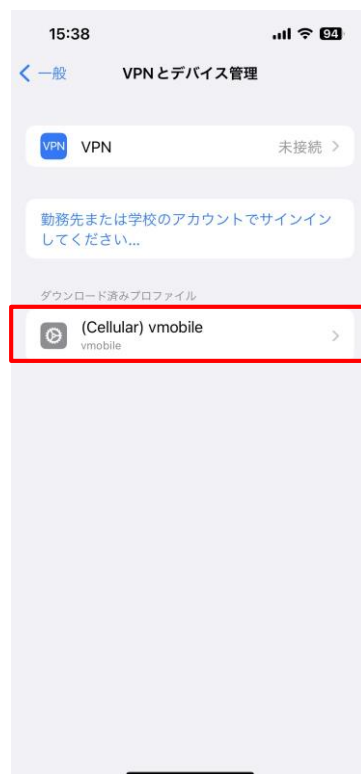 15:38 94
一般 VPNとデバイス管理
VPN VPN 未接続
勤務先または学校のアカウントでサインイン
してください...
ダウンロード済みプロファイル
(Cellular) vmobile
vmobile